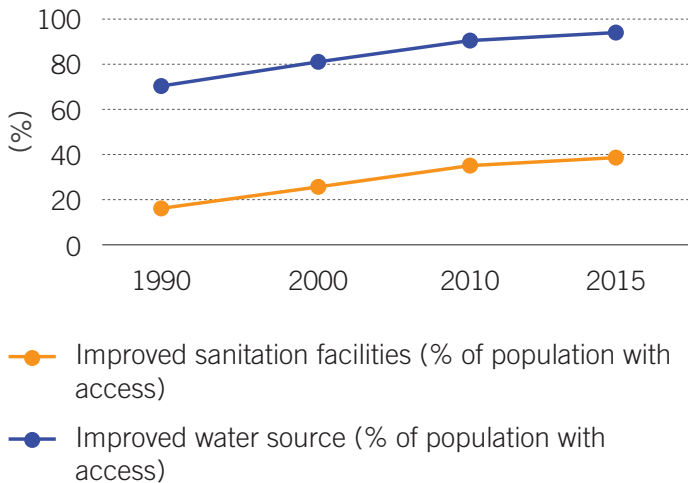 100
80
60
40
20
0
(%)
1990 2000 2010 2015
Improved sanitation facilities (% of population with
access)
Improved water source (% of population with
access)